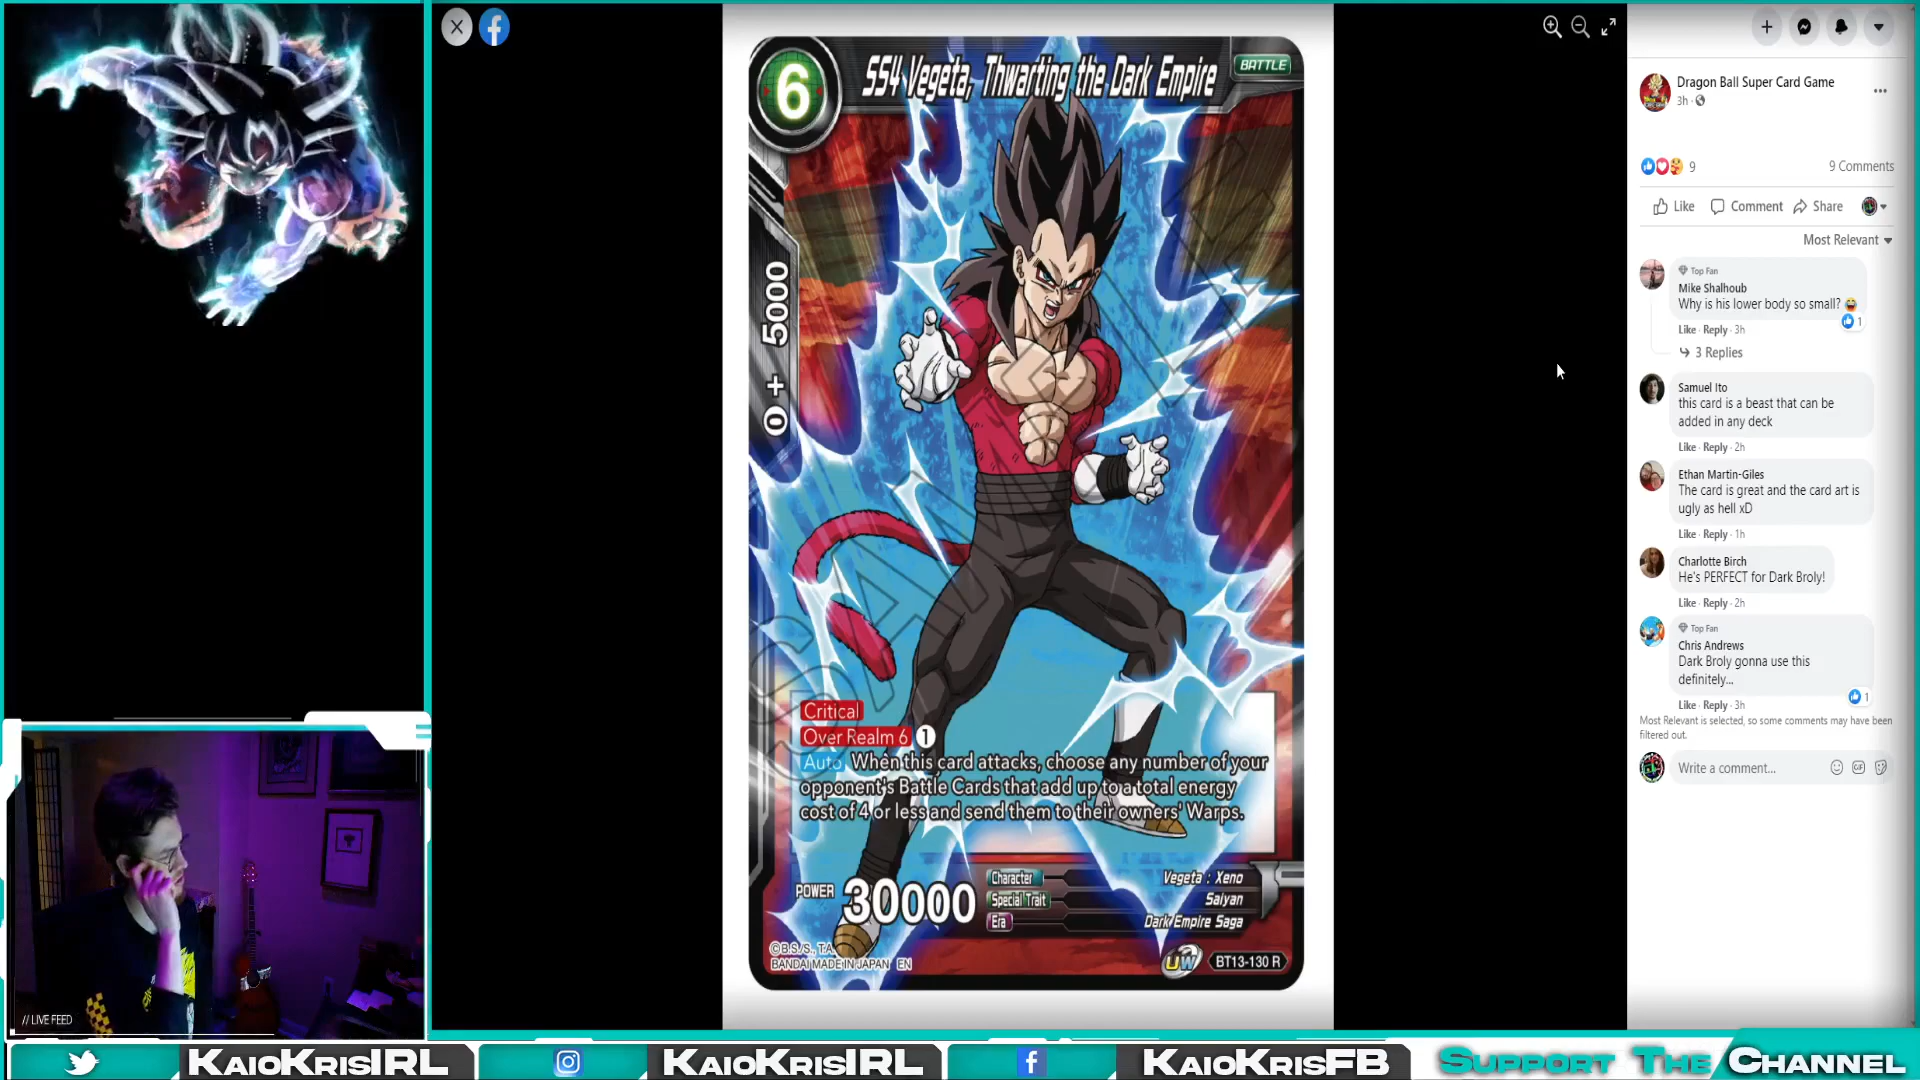 SS4 Vegeta, Thwarting the Dark Empire
BATTLE
6
0 + 5000
SAMPLE
Critical
Over Realm 6 1
Auto When this card attacks, choose any number of your
opponent's Battle Cards that add up to a total energy
cost of 4 or less and send them to their owners' Warps.
POWER 30000
Character Vegeta : Xeno
Special Trait Saiyan
Era Dark Empire Saga
©B.S./S., T.A.
BANDAI MADE IN JAPAN EN
UW
BT13-130 R
Dragon Ball Super Card Game
3h
9
9 Comments
Like Comment Share
Most Relevant
Top Fan
Mike Shalhoub
Why is his lower body so small?
1
Like · Reply · 3h
3 Replies
Samuel Ito
this card is a beast that can be
added in any deck
Like · Reply · 2h
Ethan Martin-Giles
The card is great and the card art is
ugly as hell xD
Like · Reply · 1h
Charlotte Birch
He's PERFECT for Dark Broly!
Like · Reply · 2h
Top Fan
Chris Andrews
Dark Broly gonna use this
definitely...
1
Like · Reply · 3h
Most Relevant is selected, so some comments may have been
filtered out.
Write a comment...
GIF
// LIVE FEED
KaioKrisIRL
KaioKrisIRL
KaioKrisFB
Support The Channel